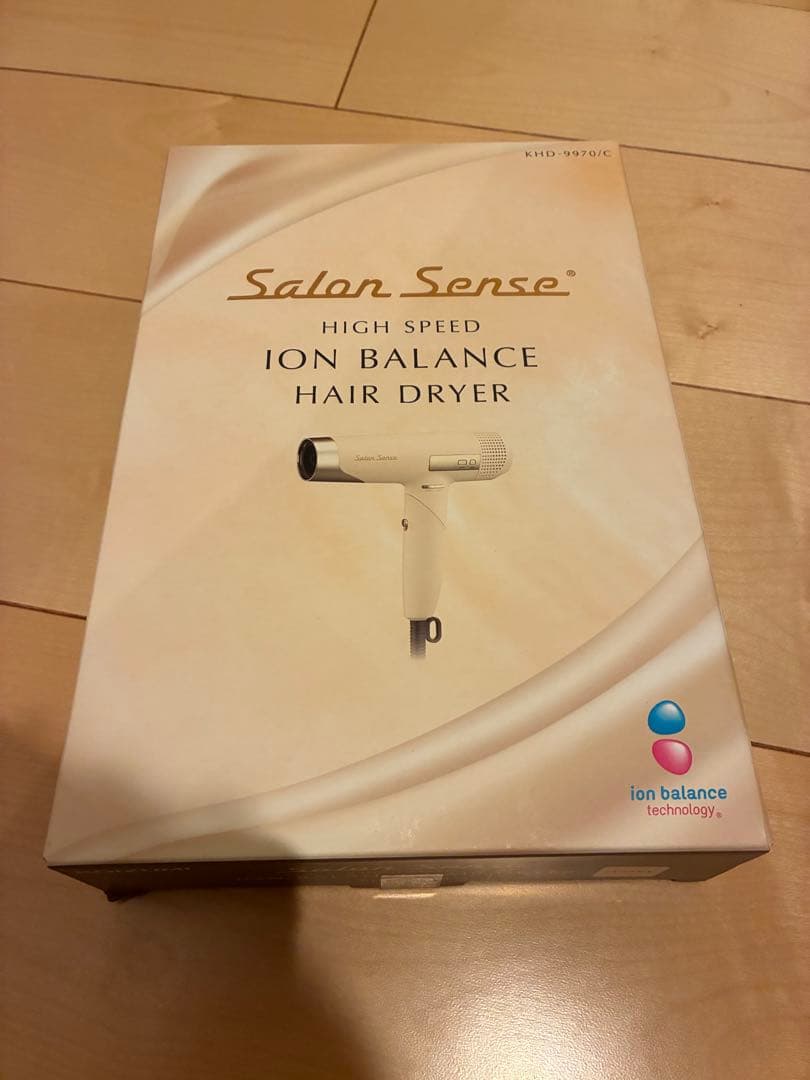 KHD-9970/C
Salon Sense®
HIGH SPEED
ION BALANCE
HAIR DRYER
Salon Sense
ion balance
technology®